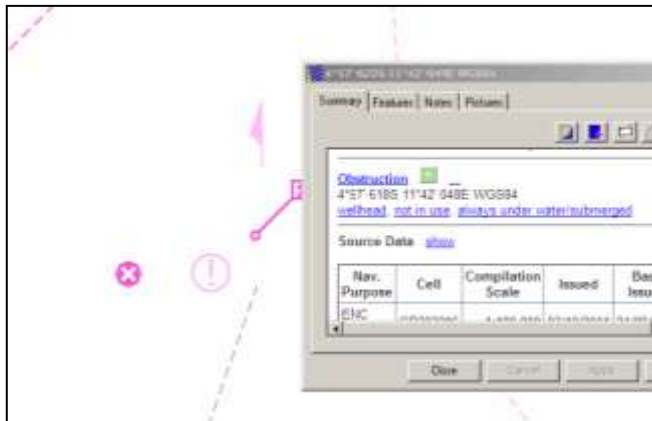 Summary Features Notes Pictures
Obstruction
4°57'·618S 11°42'·048E WGS84
wellhead, not in use, always under water/submerged
Source Data show
Nav. Purpose Cell Compilation Scale Issued
ENC
Close Cancel Apply